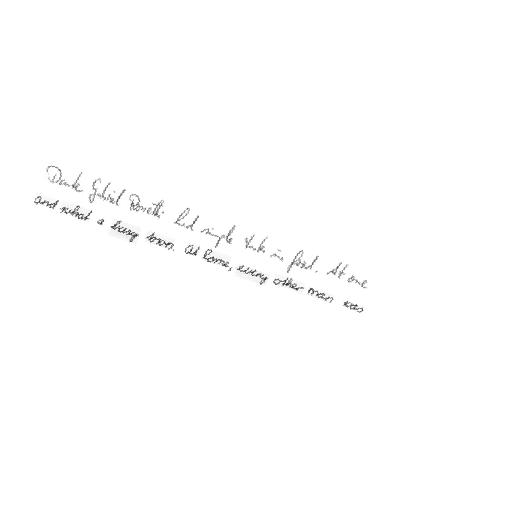 Dante Gabriel Rossetti had simple taste in food. At one
and what a busy town. At home, every other man was